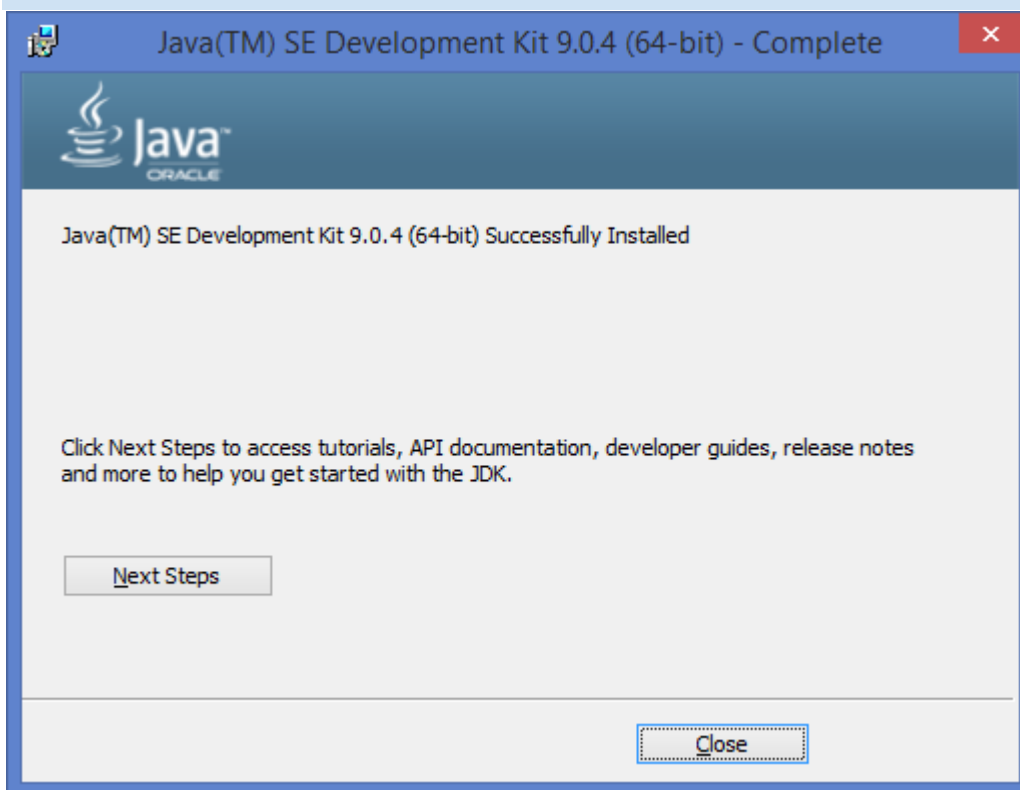 Java(TM) SE Development Kit 9.0.4 (64-bit) - Complete
Java™
ORACLE
Java(TM) SE Development Kit 9.0.4 (64-bit) Successfully Installed
Click Next Steps to access tutorials, API documentation, developer guides, release notes
and more to help you get started with the JDK.
Next Steps
Close